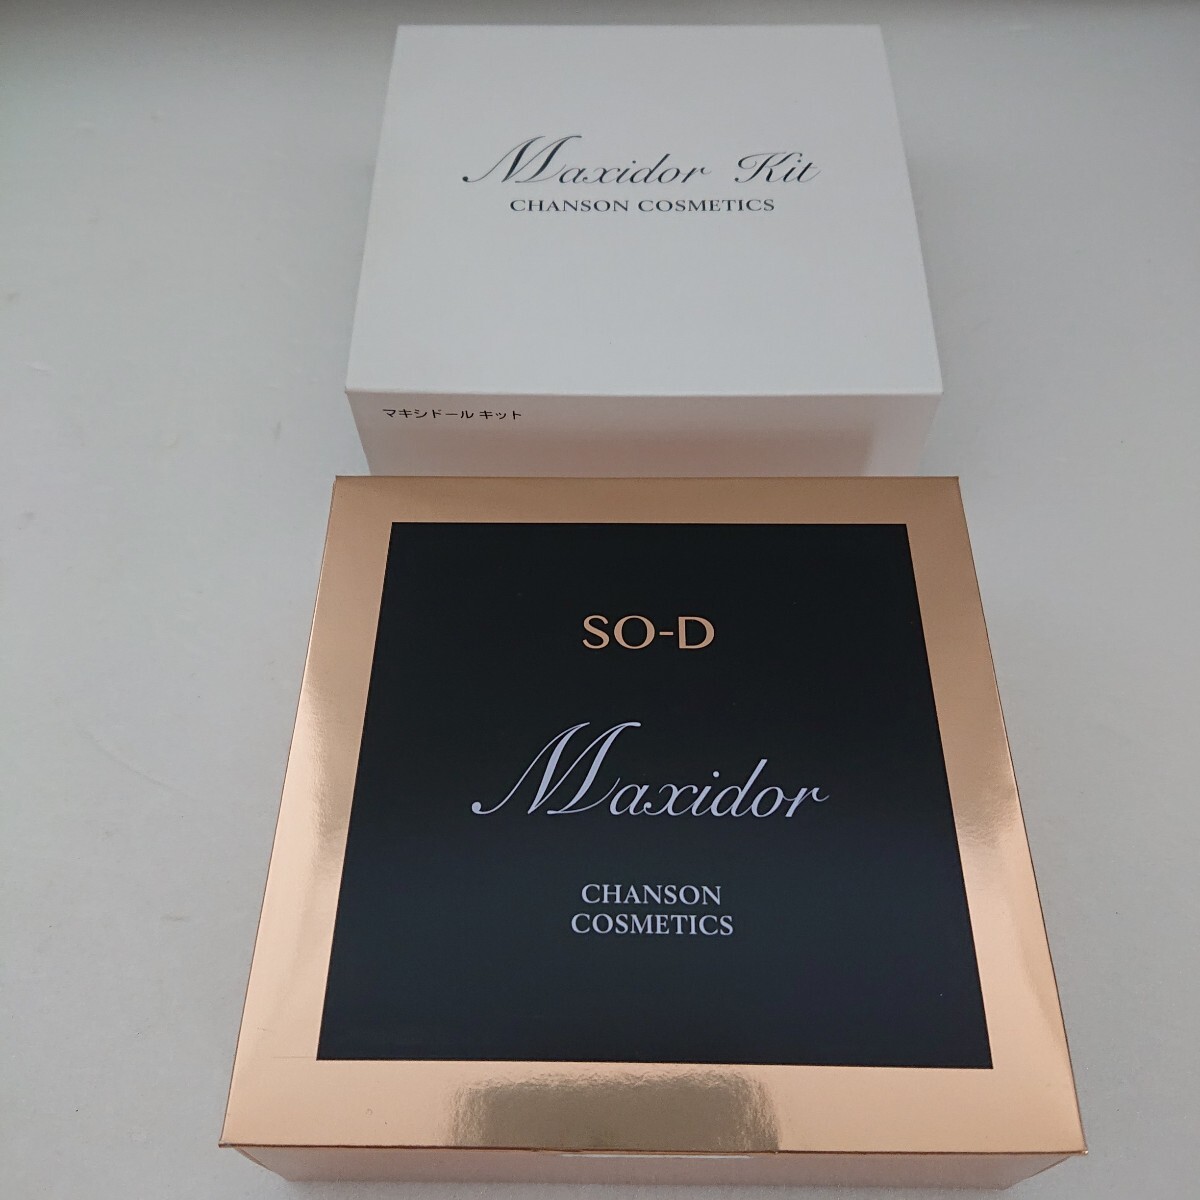 Maxidor Kit
CHANSON COSMETICS
マキシドール キット
SO-D
Maxidor
CHANSON
COSMETICS